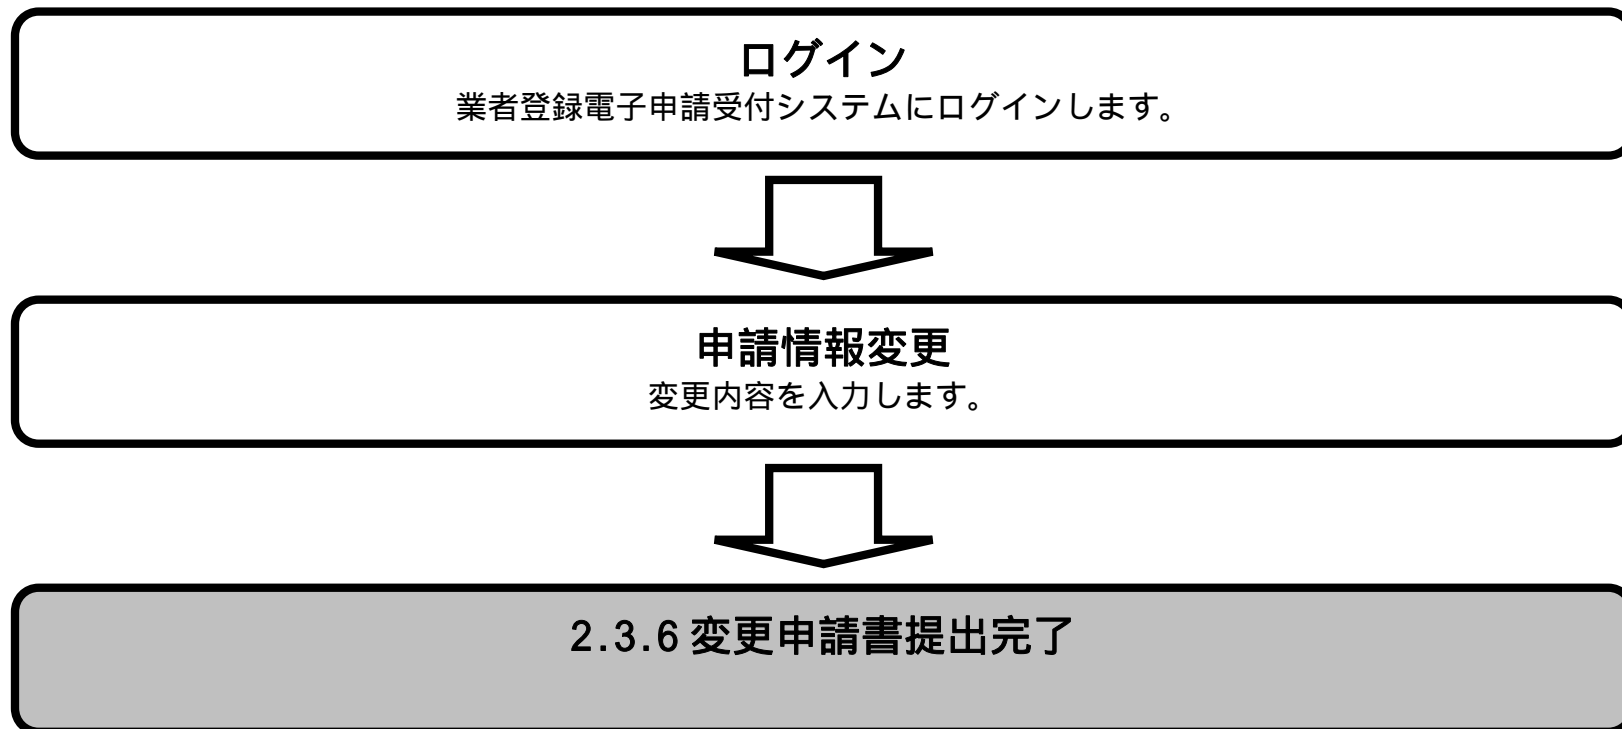 ログイン
業者登録電子申請受付システムにログインします。
申請情報変更
変更内容を入力します。
2.3.6 変更申請書提出完了